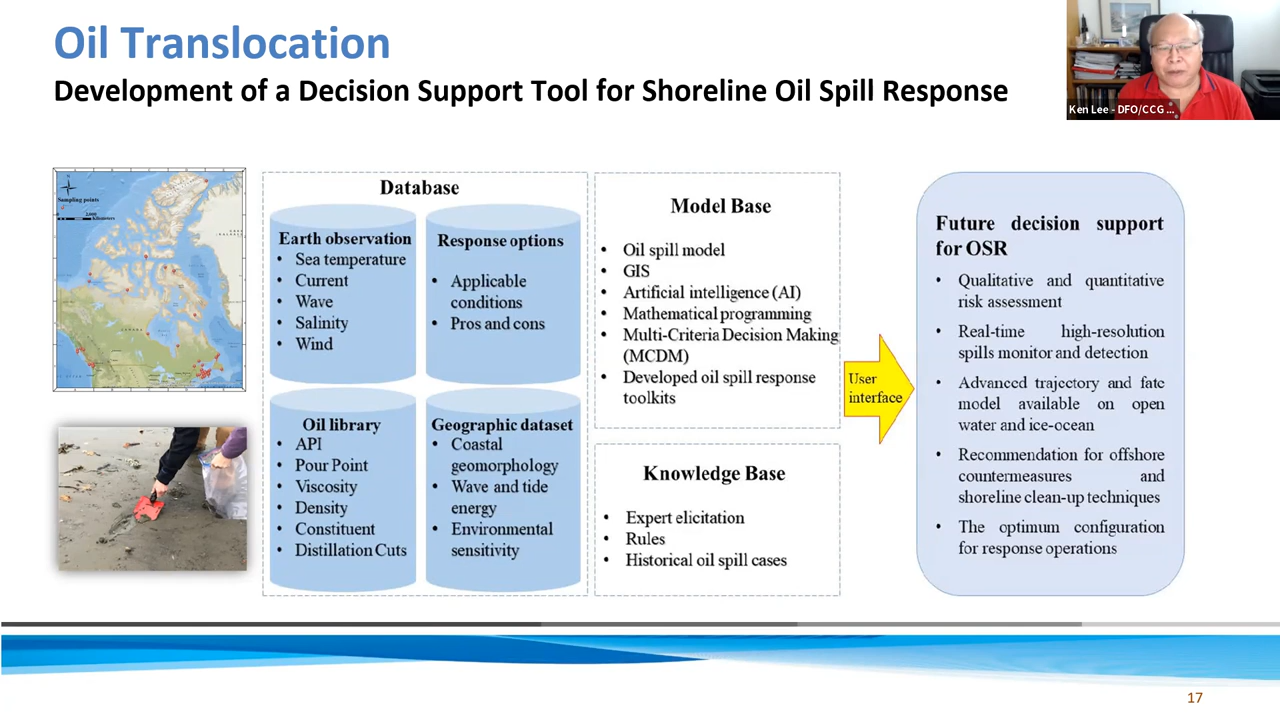 Oil Translocation
Development of a Decision Support Tool for Shoreline Oil Spill Response
Ken Lee - DFO/CCG ...
Sampling points
Database
Earth observation
• Sea temperature
• Current
• Wave
• Salinity
• Wind
Response options
• Applicable
conditions
• Pros and cons
Oil library
• API
• Pour Point
• Viscosity
• Density
• Constituent
• Distillation Cuts
Geographic dataset
• Coastal
geomorphology
• Wave and tide
energy
• Environmental
sensitivity
Model Base
• Oil spill model
• GIS
• Artificial intelligence (AI)
• Mathematical programming
• Multi-Criteria Decision Making
(MCDM)
• Developed oil spill response
toolkits
Knowledge Base
• Expert elicitation
• Rules
• Historical oil spill cases
User
interface
Future decision support
for OSR
• Qualitative and quantitative
risk assessment
• Real-time high-resolution
spills monitor and detection
• Advanced trajectory and fate
model available on open
water and ice-ocean
• Recommendation for offshore
countermeasures and
shoreline clean-up techniques
• The optimum configuration
for response operations
17